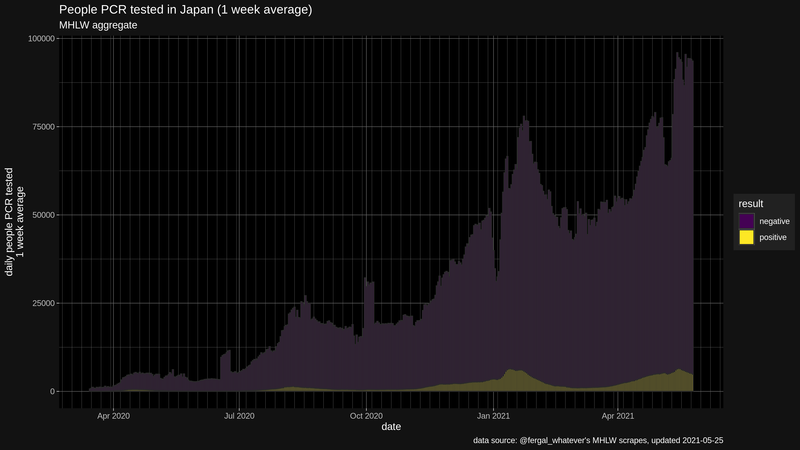 People PCR tested in Japan (1 week average)
MHLW aggregate
daily people PCR tested
1 week average
100000
75000
50000
25000
0
Apr 2020
Jul 2020
Oct 2020
Jan 2021
Apr 2021
date
result
negative
positive
data source: @fergal_whatever's MHLW scrapes, updated 2021-05-25